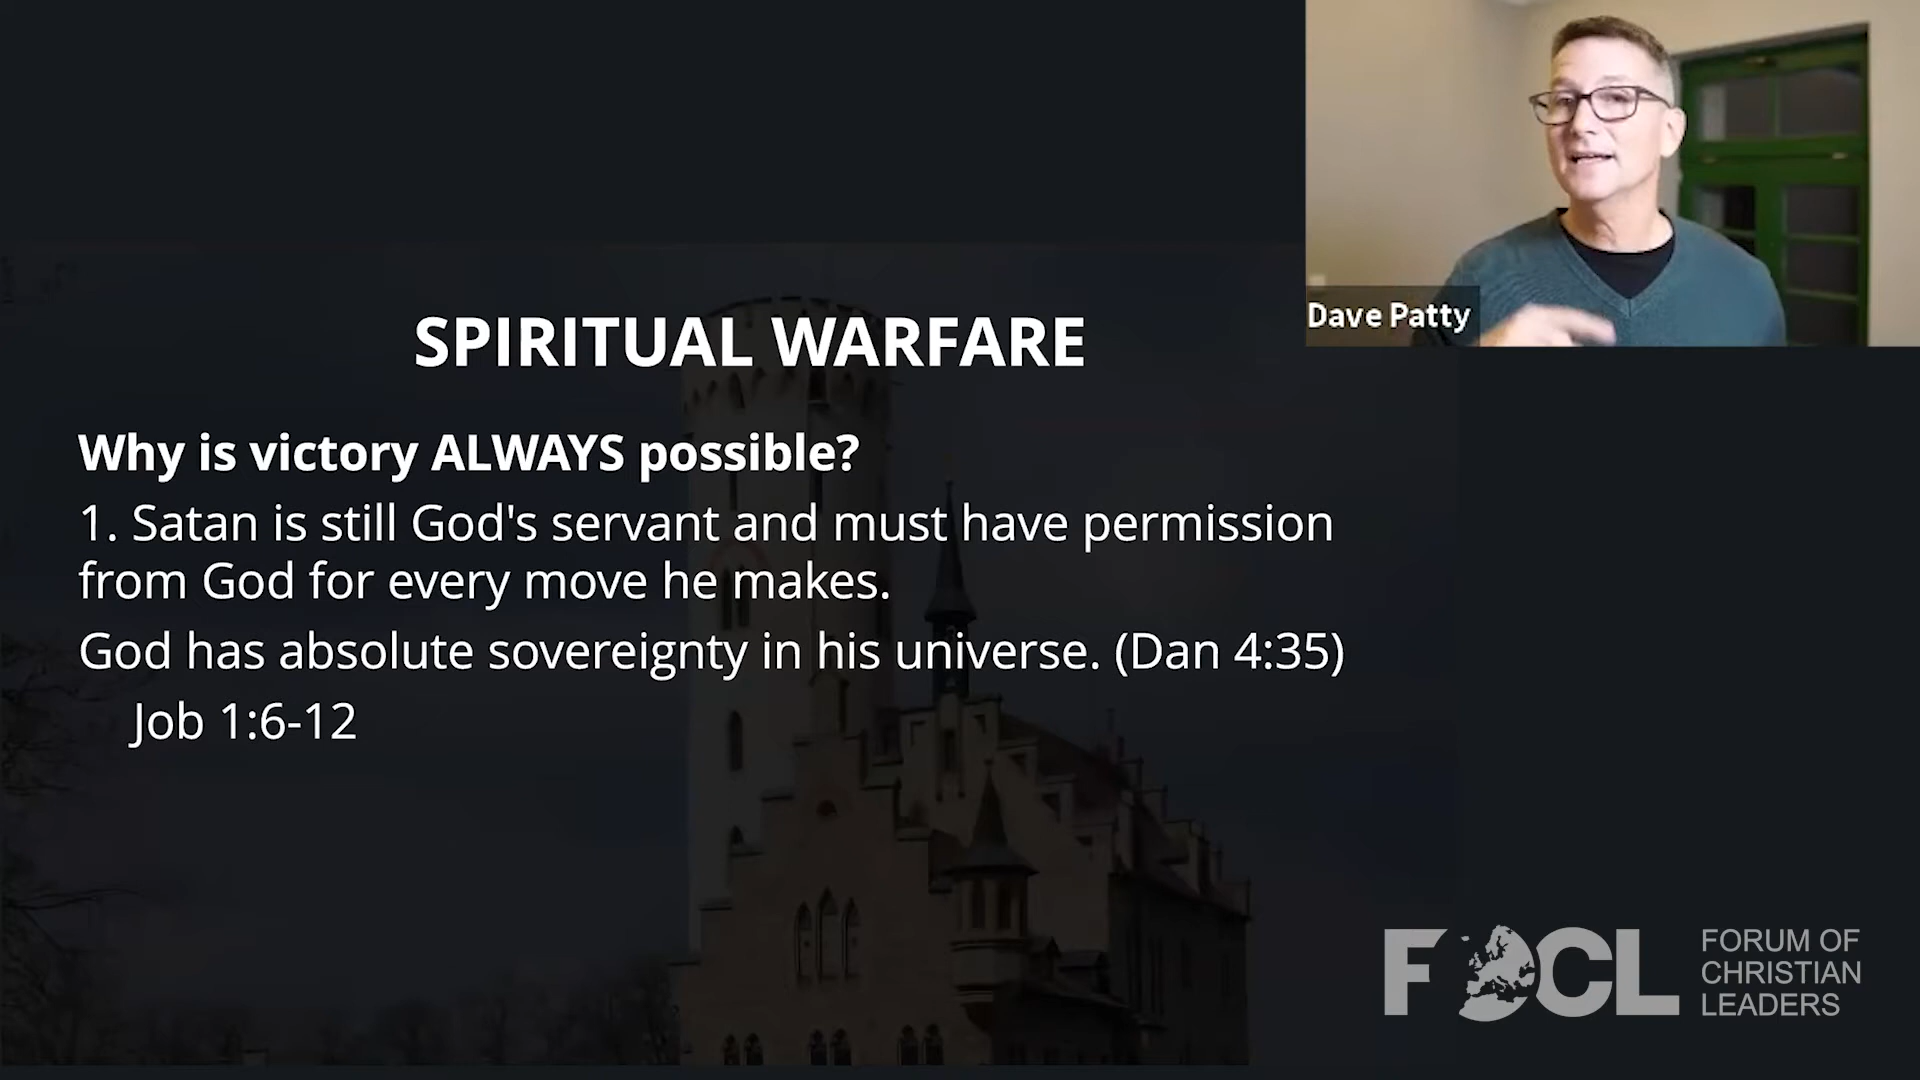 Dave Patty
SPIRITUAL WARFARE
Why is victory ALWAYS possible?
1. Satan is still God's servant and must have permission
from God for every move he makes.
God has absolute sovereignty in his universe. (Dan 4:35)
Job 1:6-12
FOCL
FORUM OF
CHRISTIAN
LEADERS